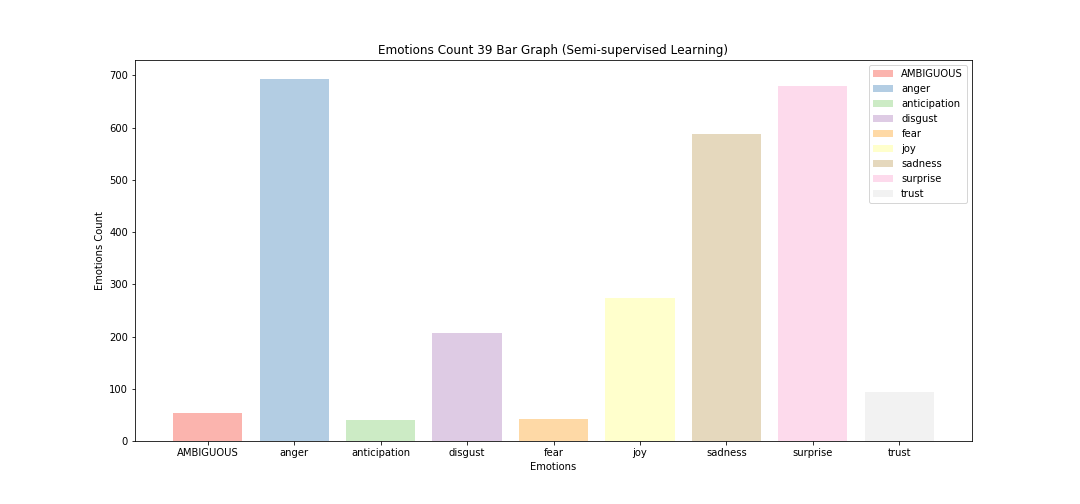 Emotions Count 39 Bar Graph (Semi-supervised Learning)
700
600
500
400
300
200
100
0
Emotions Count
AMBIGUOUS
anger
anticipation
disgust
fear
joy
sadness
surprise
trust
AMBIGUOUS anger anticipation disgust fear joy sadness surprise trust
Emotions